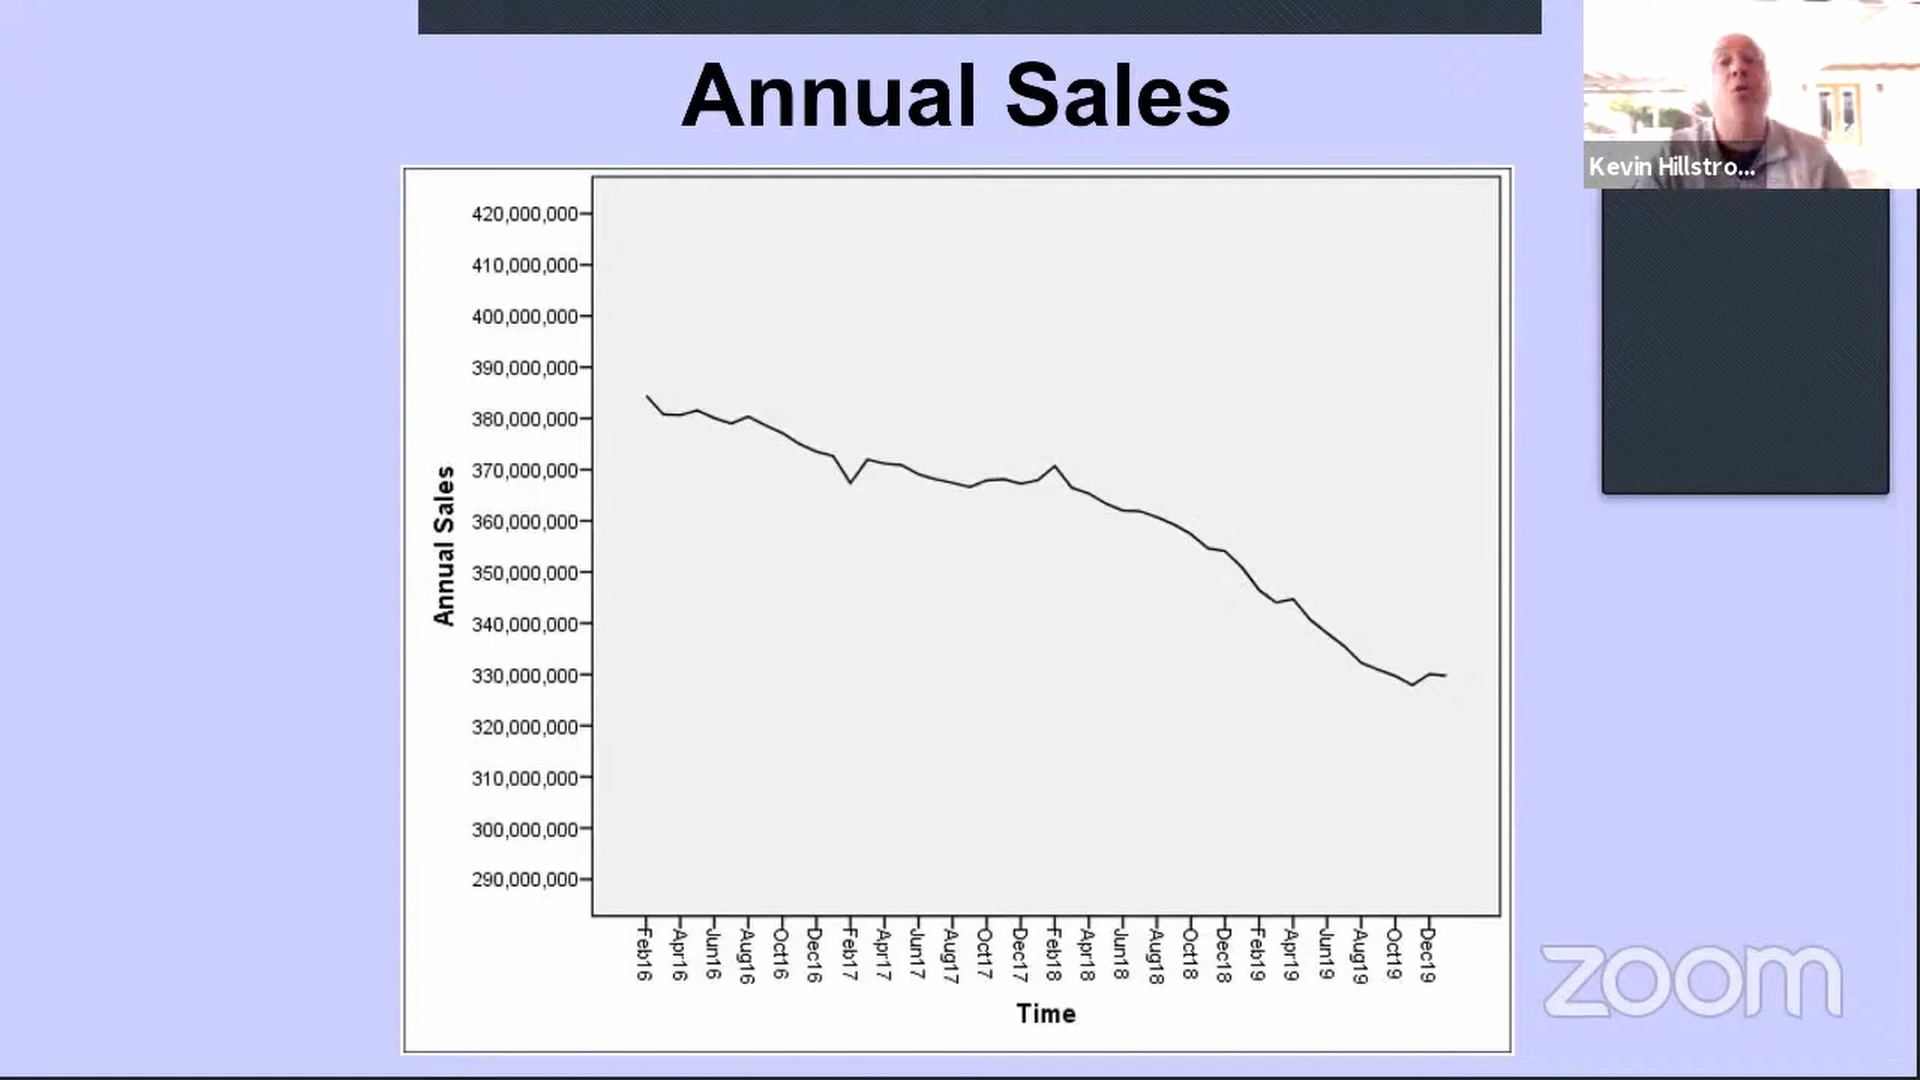 Annual Sales
Kevin Hillstro...
420,000,000
410,000,000
400,000,000
390,000,000
380,000,000
370,000,000
360,000,000
350,000,000
340,000,000
330,000,000
320,000,000
310,000,000
300,000,000
290,000,000
Annual Sales
Feb16
Apr16
Jun16
Aug16
Oct16
Dec16
Feb17
Apr17
Jun17
Aug17
Oct17
Dec17
Feb18
Apr18
Jun18
Aug18
Oct18
Dec18
Feb19
Apr19
Jun19
Aug19
Oct19
Dec19
Time
zoom